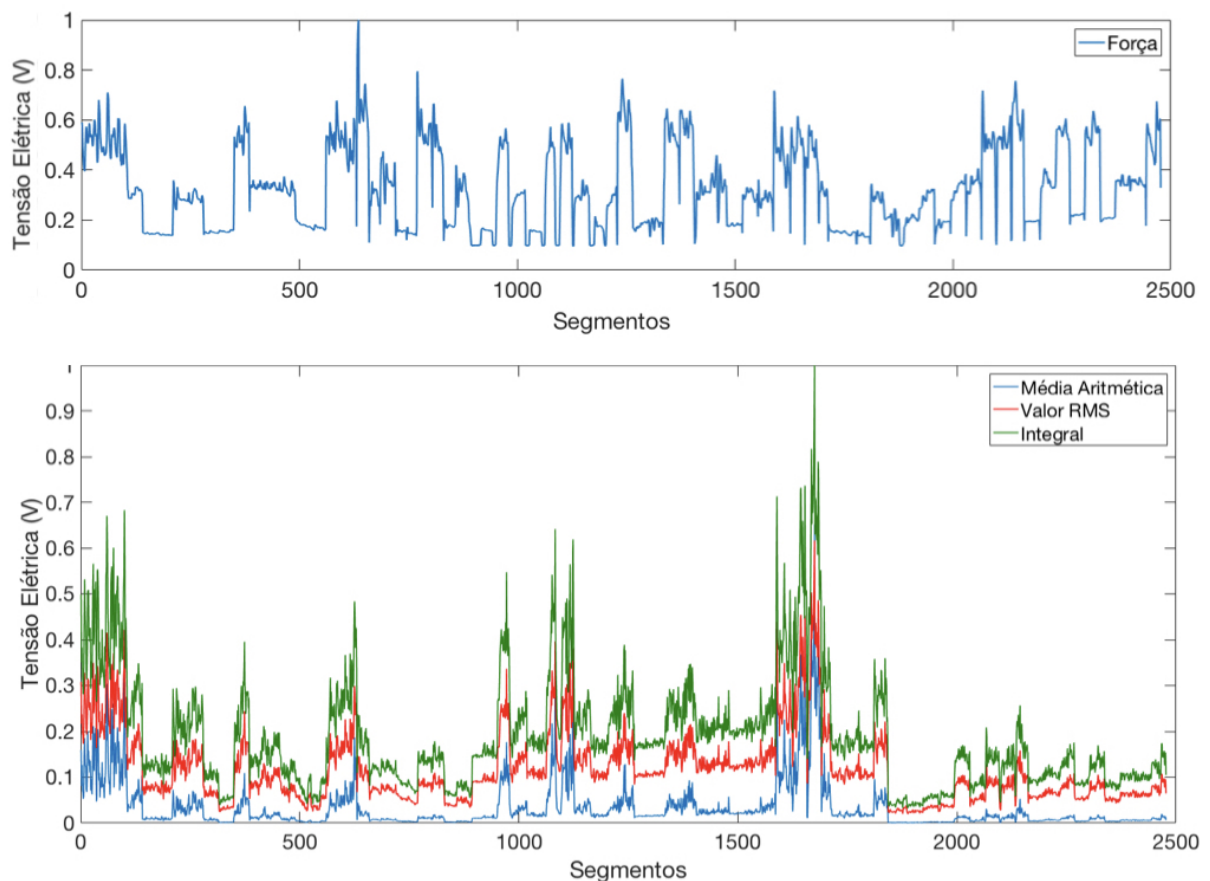 1
0.8
0.6
0.4
0.2
0
Tensão Elétrica (V)
Força
0 500 1000 1500 2000 2500
Segmentos
1
0.9
0.8
0.7
0.6
0.5
0.4
0.3
0.2
0.1
0
Tensão Elétrica (V)
Média Aritmética
Valor RMS
Integral
0 500 1000 1500 2000 2500
Segmentos